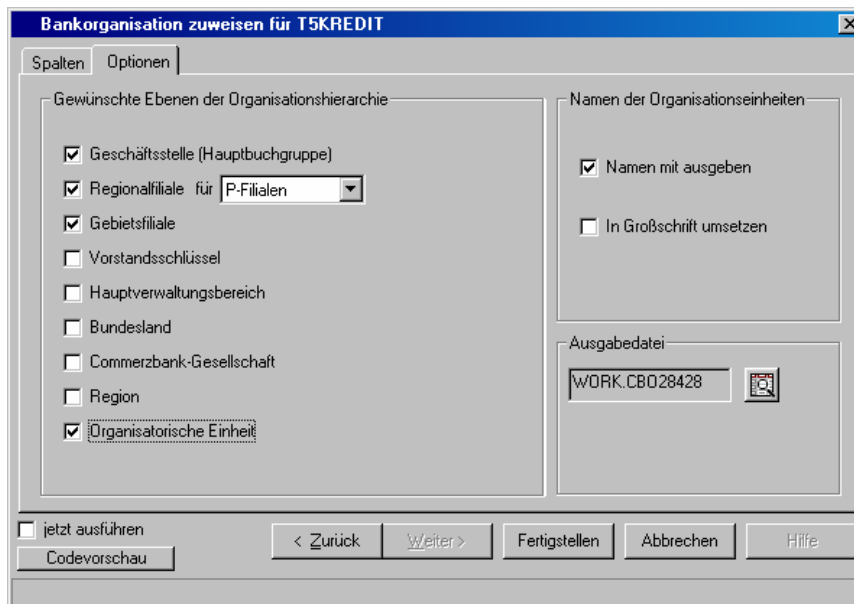 Bankorganisation zuweisen für T5KREDIT
Spalten Optionen
Gewünschte Ebenen der Organisationshierarchie
Geschäftsstelle (Hauptbuchgruppe)
Regionalfiliale für P-Filialen
Gebietsfiliale
Vorstandsschlüssel
Hauptverwaltungsbereich
Bundesland
Commerzbank-Gesellschaft
Region
Organisatorische Einheit
Namen der Organisationseinheiten
Namen mit ausgeben
In Großschrift umsetzen
Ausgabedatei
WORK.CBO28428
jetzt ausführen
Codevorschau
< Zurück
Weiter >
Fertigstellen
Abbrechen
Hilfe